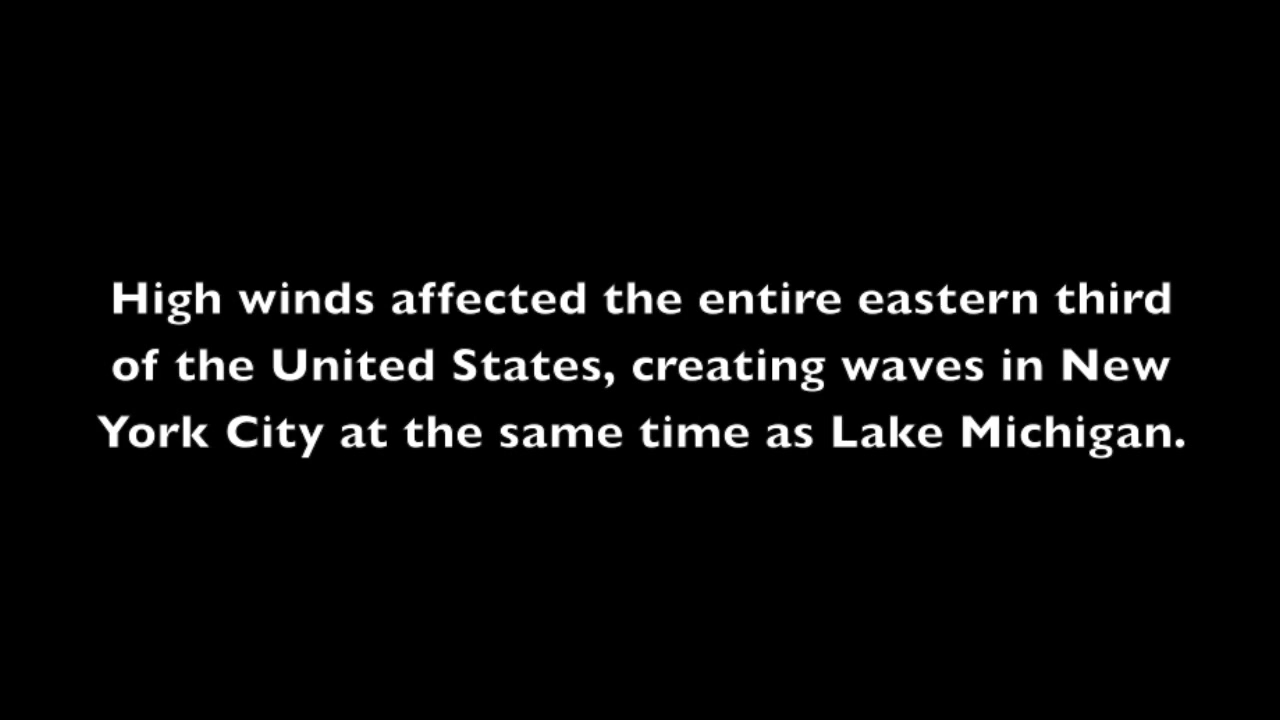 High winds affected the entire eastern third
of the United States, creating waves in New
York City at the same time as Lake Michigan.